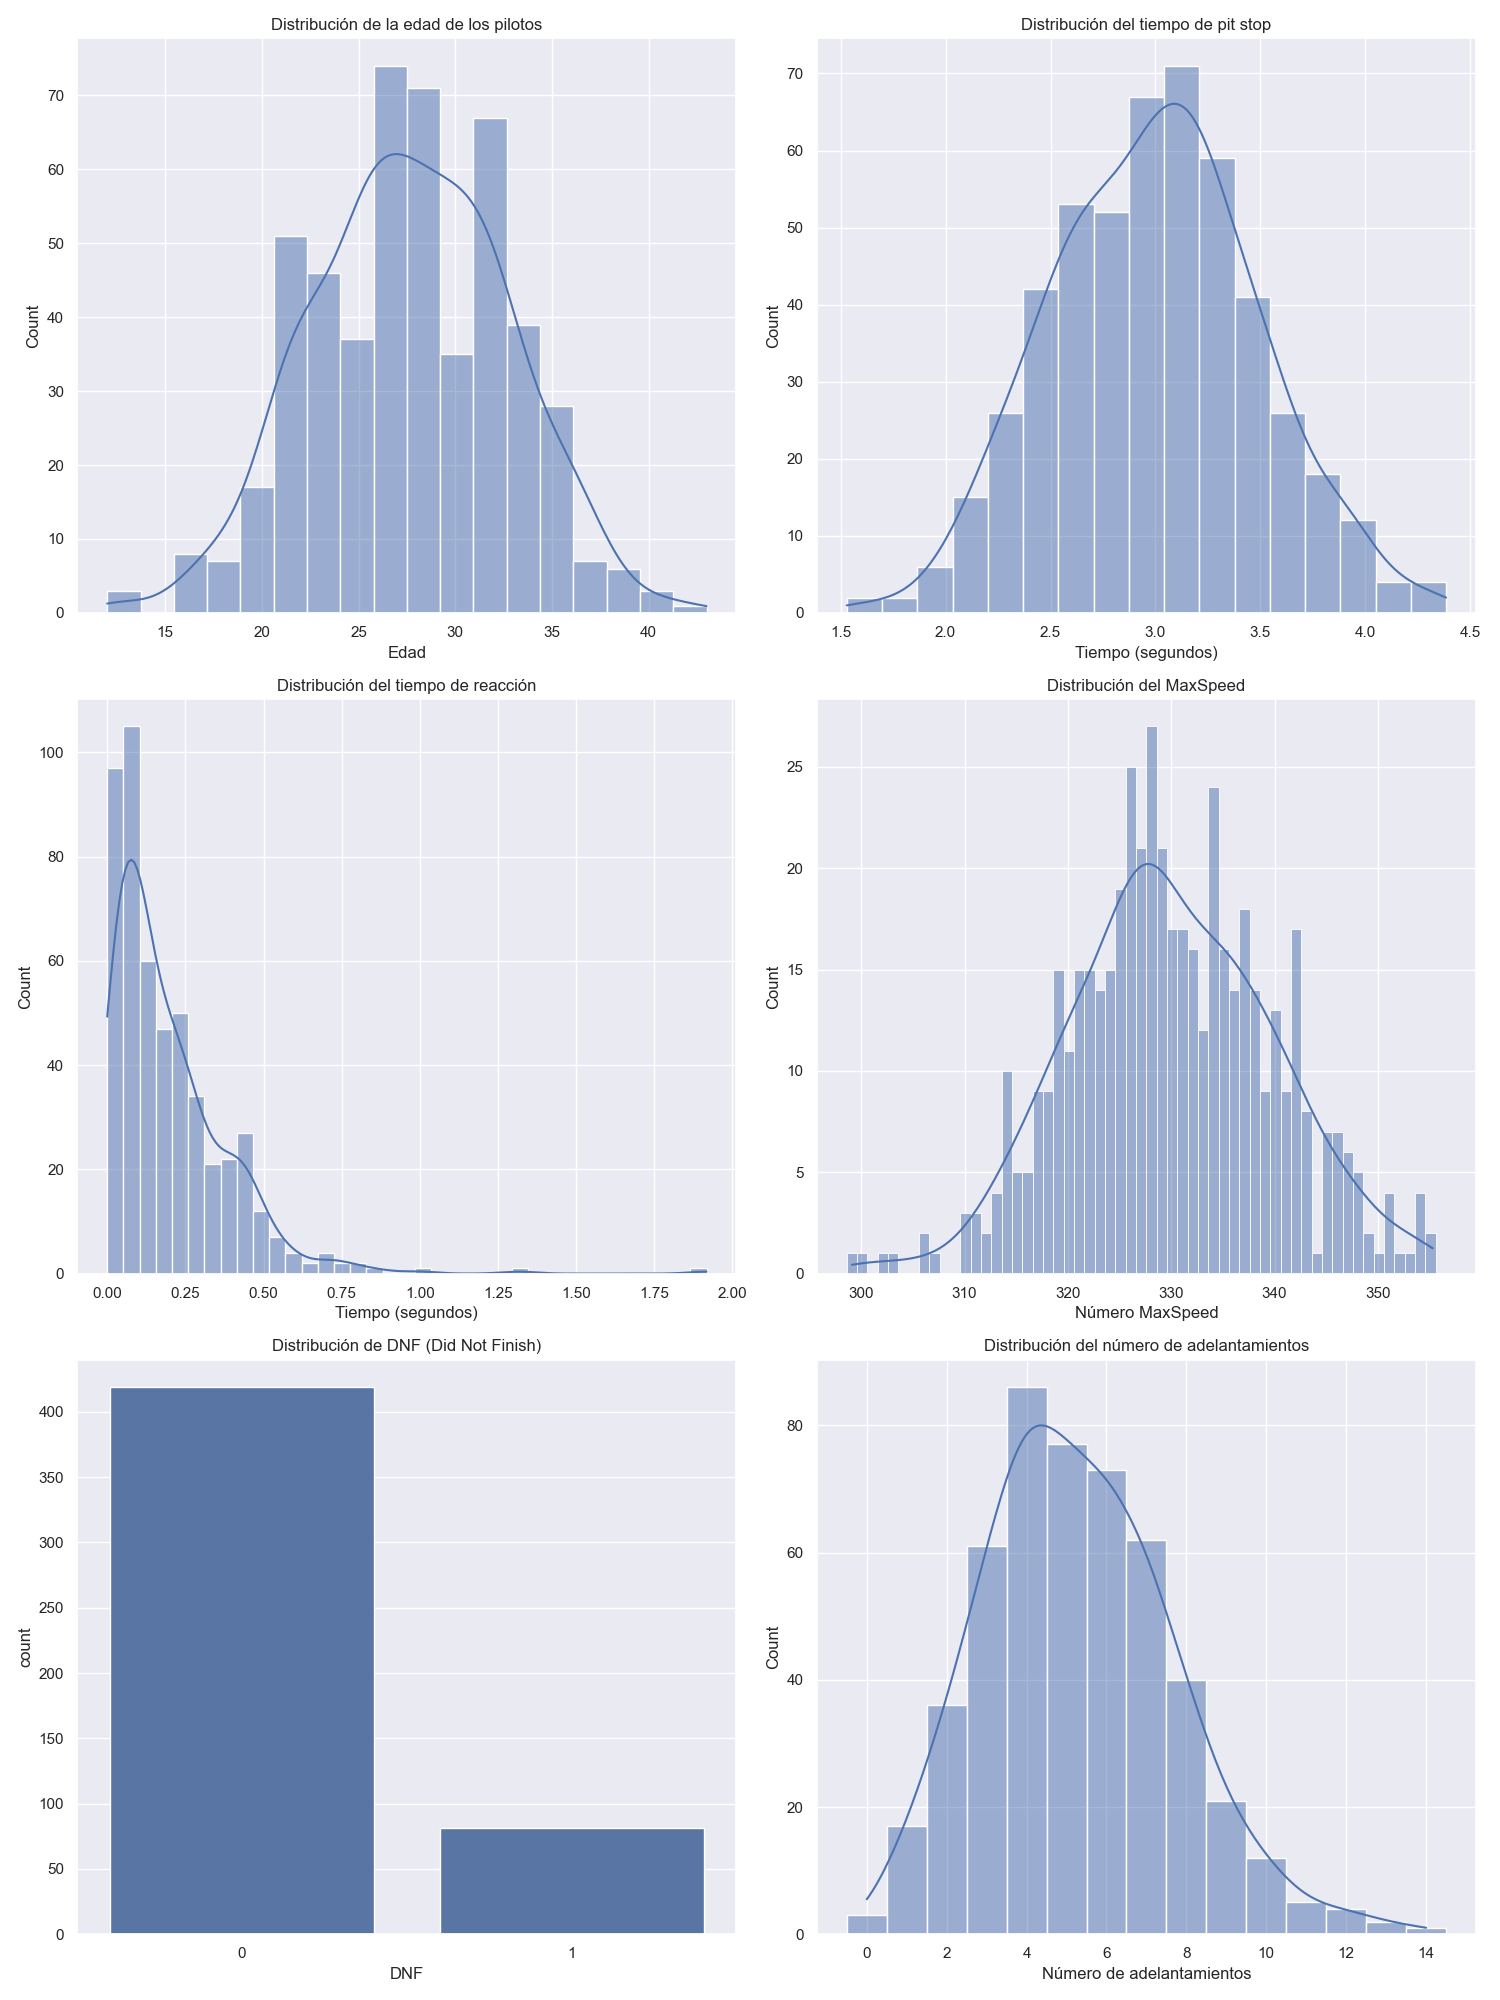 Distribución de la edad de los pilotos
Count
70
60
50
40
30
20
10
0
15 20 25 30 35 40
Edad
Distribución del tiempo de pit stop
Count
70
60
50
40
30
20
10
0
1.5 2.0 2.5 3.0 3.5 4.0 4.5
Tiempo (segundos)
Distribución del tiempo de reacción
Count
100
80
60
40
20
0
0.00 0.25 0.50 0.75 1.00 1.25 1.50 1.75 2.00
Tiempo (segundos)
Distribución del MaxSpeed
Count
25
20
15
10
5
0
300 310 320 330 340 350
Número MaxSpeed
Distribución de DNF (Did Not Finish)
count
400
350
300
250
200
150
100
50
0
0 1
DNF
Distribución del número de adelantamientos
Count
80
60
40
20
0
0 2 4 6 8 10 12 14
Número de adelantamientos